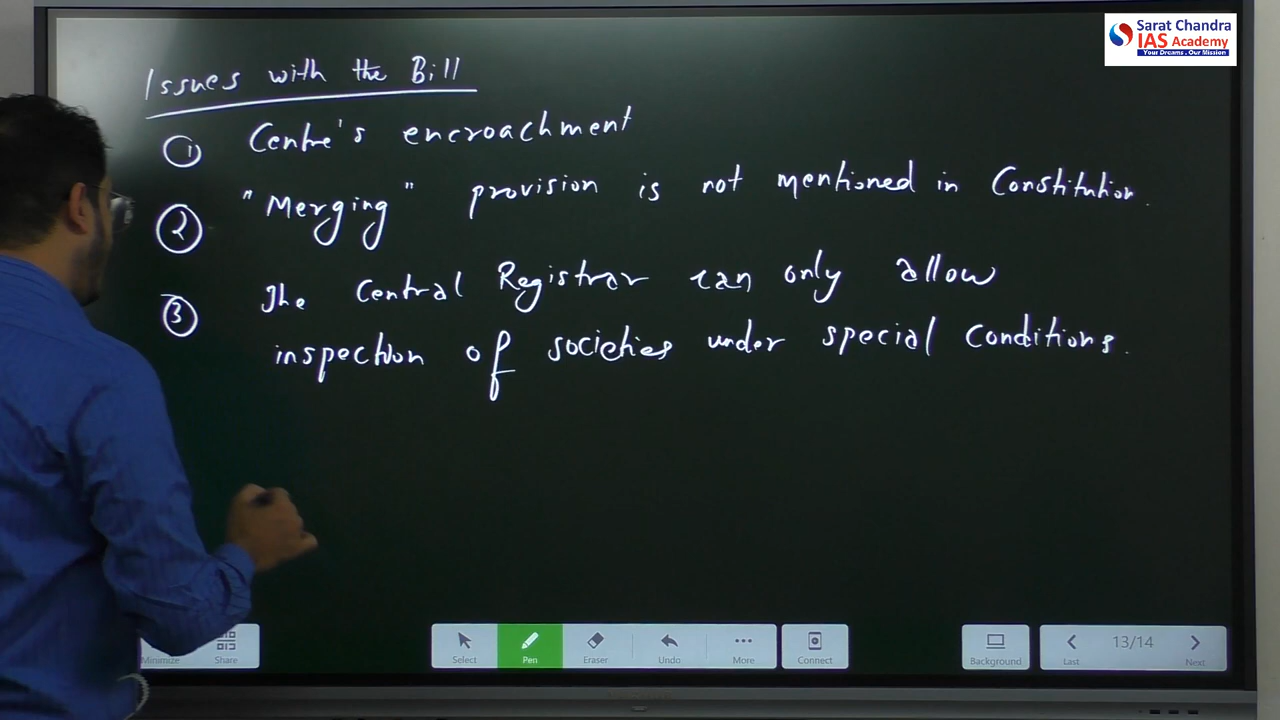 Sarat Chandra
IAS Academy
Your Dreams . Our Mission
Issues with the Bill
① Centre's encroachment
② "Merging" provision is not mentioned in Constitution.
③ The Central Registrar can only allow
inspection of societies under special Conditions.
Minimize Share Select Pen Eraser Undo More Connect Background Last 13/14 Next